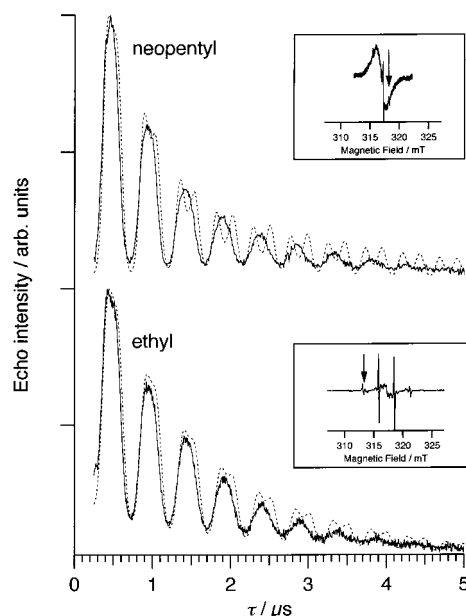 neopentyl
310 315 320 325
Magnetic Field / mT
Echo intensity / arb. units
ethyl
310 315 320 325
Magnetic Field / mT
0 1 2 3 4 5
τ / μs